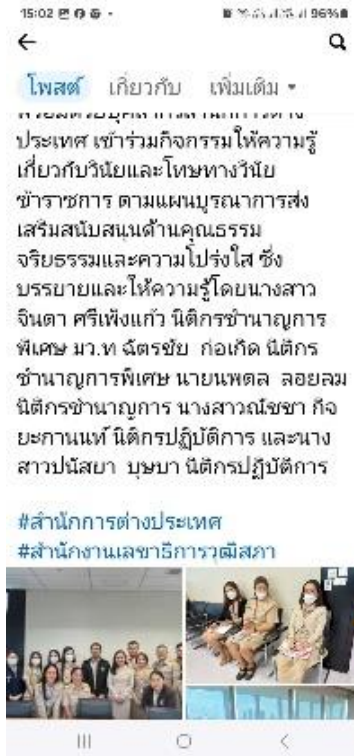 15:02
96%
โพสต์ เกี่ยวกับ เพิ่มเติม
ประเทศ เข้าร่วมกิจกรรมให้ความรู้
เกี่ยวกับวินัยและโทษทางวินัย
ข้าราชการ ตามแผนบูรณาการส่ง
เสริมสนับสนุนด้านคุณธรรม
จริยธรรมและความโปร่งใส ซึ่ง
บรรยายและให้ความรู้โดยนางสาว
จินดา ศรีเพ้งแก้ว นิติกรชำนาญการ
พิเศษ มว.ท ฉัตรชัย ก่อเกิด นิติกร
ชำนาญการพิเศษ นายนพดล ลอยลม
นิติกรชำนาญการ นางสาวณัชชา กิจ
ยะกานนท์ นิติกรปฏิบัติการ และนาง
สาวปนัสยา บุษบา นิติกรปฏิบัติการ
#สำนักการต่างประเทศ
#สำนักงานเลขาธิการวุฒิสภา